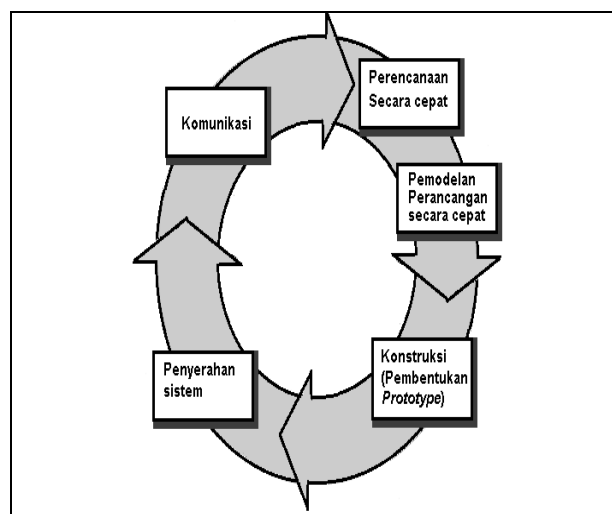 Komunikasi
Perencanaan
Secara cepat
Pemodelan
Perancangan
secara cepat
Konstruksi
(Pembentukan
Prototype)
Penyerahan
sistem